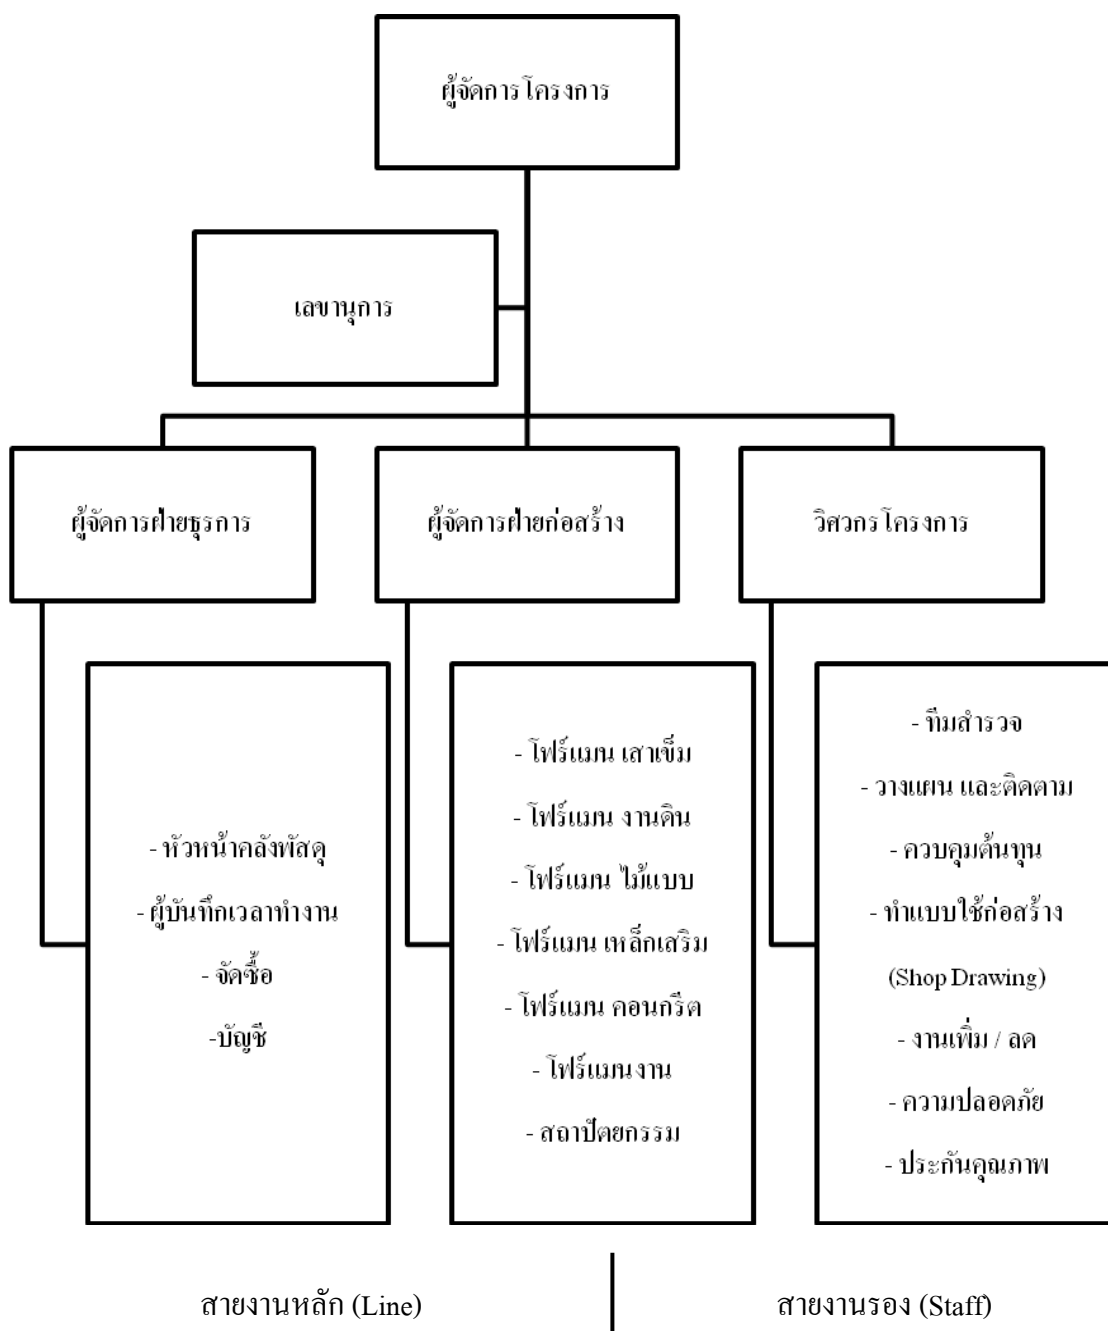 ผู้จัดการโครงการ
เลขานุการ
ผู้จัดการฝ่ายธุรการ
ผู้จัดการฝ่ายก่อสร้าง
วิศวกรโครงการ
- หัวหน้าคลังพัสดุ
- ผู้บันทึกเวลาทำงาน
- จัดซื้อ
-บัญชี
- โฟร์แมน เสาเข็ม
- โฟร์แมน งานดิน
- โฟร์แมน ไม้แบบ
- โฟร์แมน เหล็กเสริม
- โฟร์แมน คอนกรีต
- โฟร์แมนงาน
- สถาปัตยกรรม
- ทีมสำรวจ
- วางแผน และติดตาม
- ควบคุมต้นทุน
- ทำแบบใช้ก่อสร้าง
(Shop Drawing)
- งานเพิ่ม / ลด
- ความปลอดภัย
- ประกันคุณภาพ
สายงานหลัก (Line)
สายงานรอง (Staff)